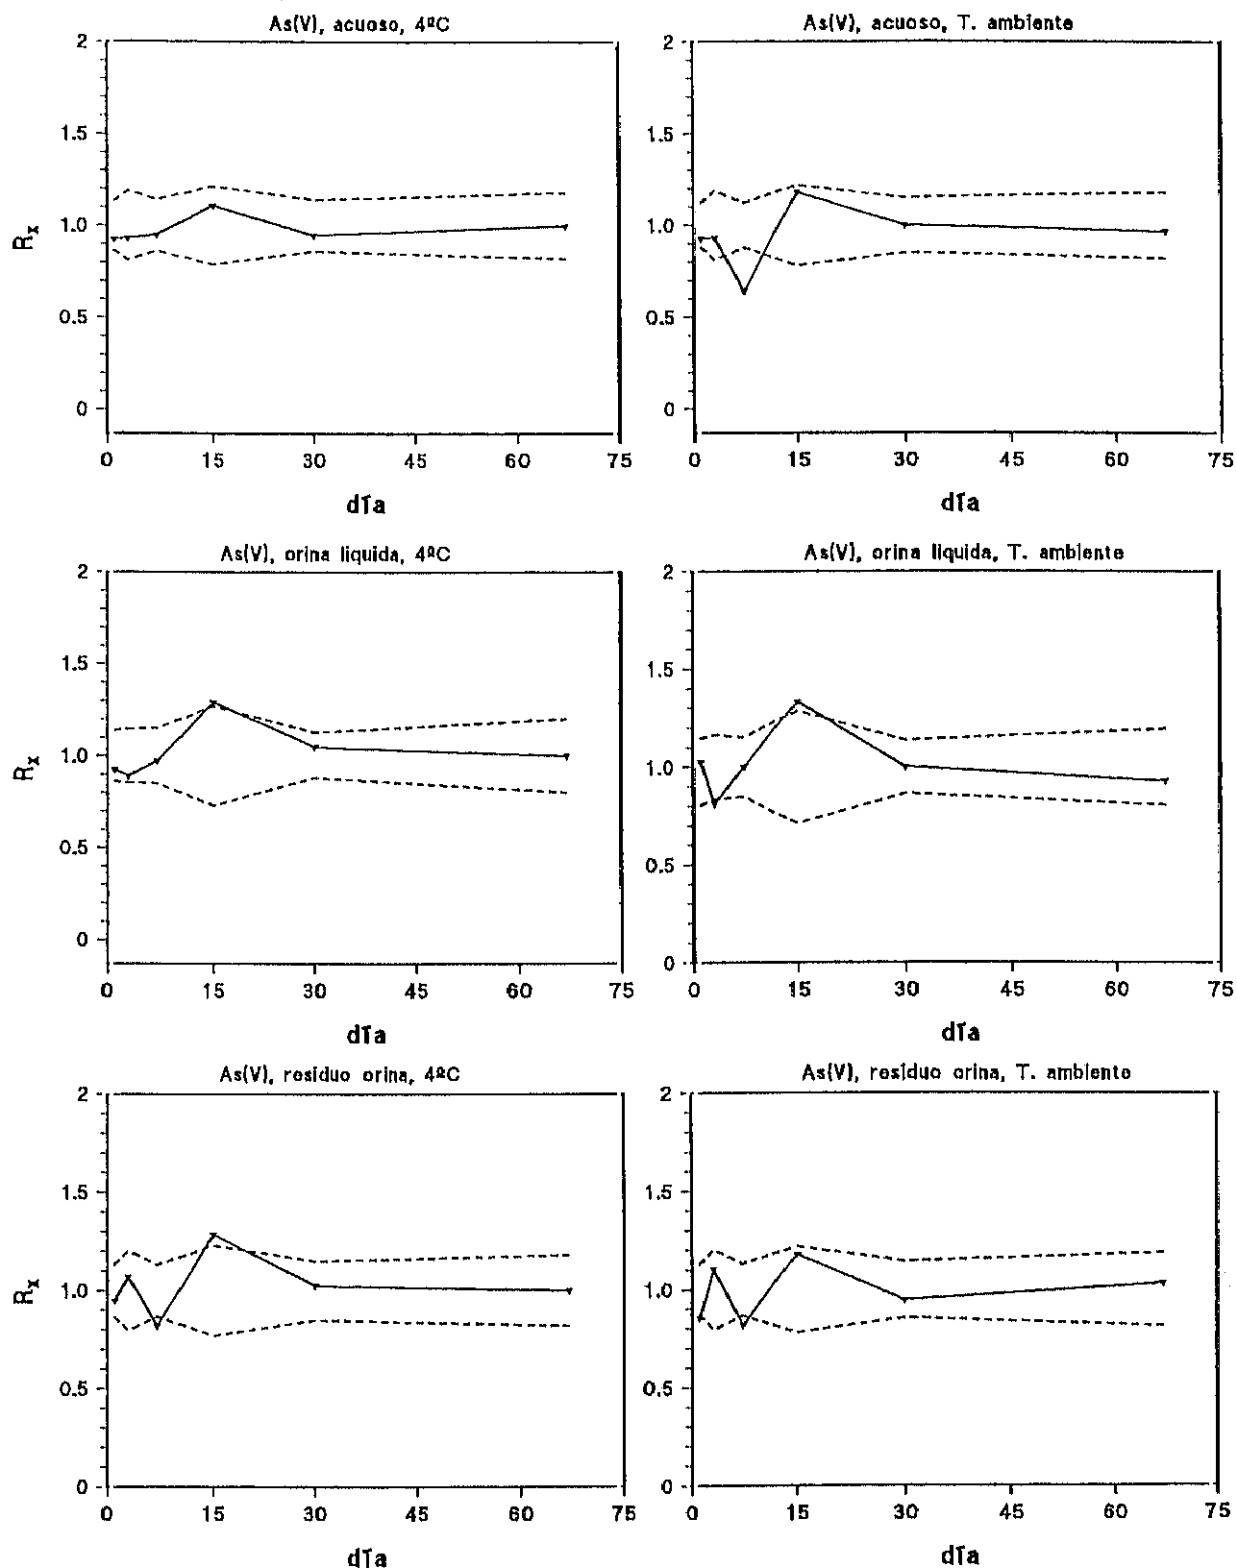 As(V), acuoso, 4ºC
2
1.5
1.0
0.5
0
Rx
0 15 30 45 60 75
día
As(V), acuoso, T. ambiente
2
1.5
1.0
0.5
0
0 15 30 45 60 75
día
As(V), orina liquida, 4ºC
2
1.5
1.0
0.5
0
Rx
0 15 30 45 60 75
día
As(V), orina liquida, T. ambiente
2
1.5
1.0
0.5
0
0 15 30 45 60 75
día
As(V), residuo orina, 4ºC
2
1.5
1.0
0.5
0
Rx
0 15 30 45 60 75
día
As(V), residuo orina, T. ambiente
2
1.5
1.0
0.5
0
0 15 30 45 60 75
día